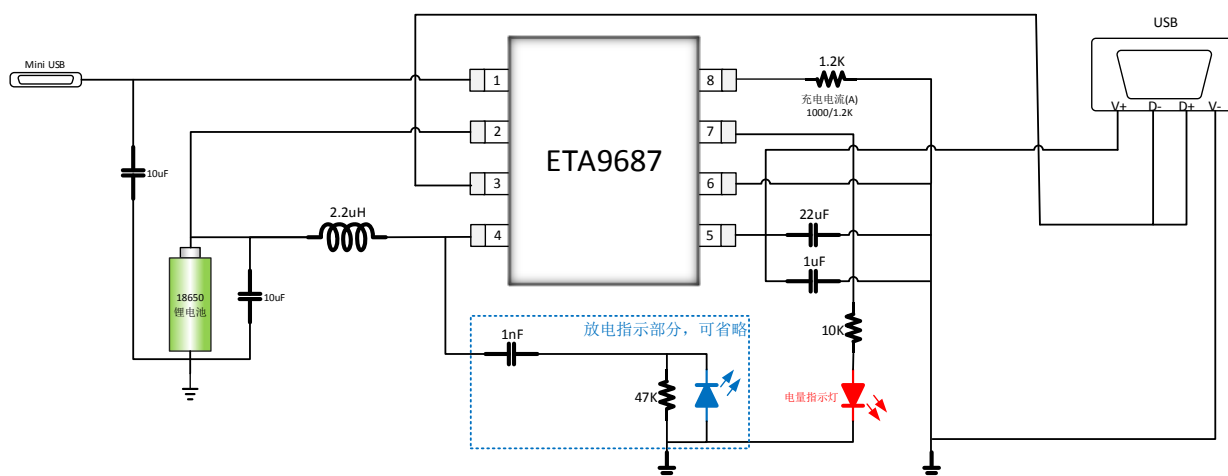 USB
Mini USB
1
2
3
4
ETA9687
8
7
6
5
1.2K
充电电流(A)
1000/1.2K
V+ D- D+ V-
10uF
2.2uH
22uF
1uF
18650
锂电池
10uF
放电指示部分，可省略
1nF
47K
10K
电量指示灯